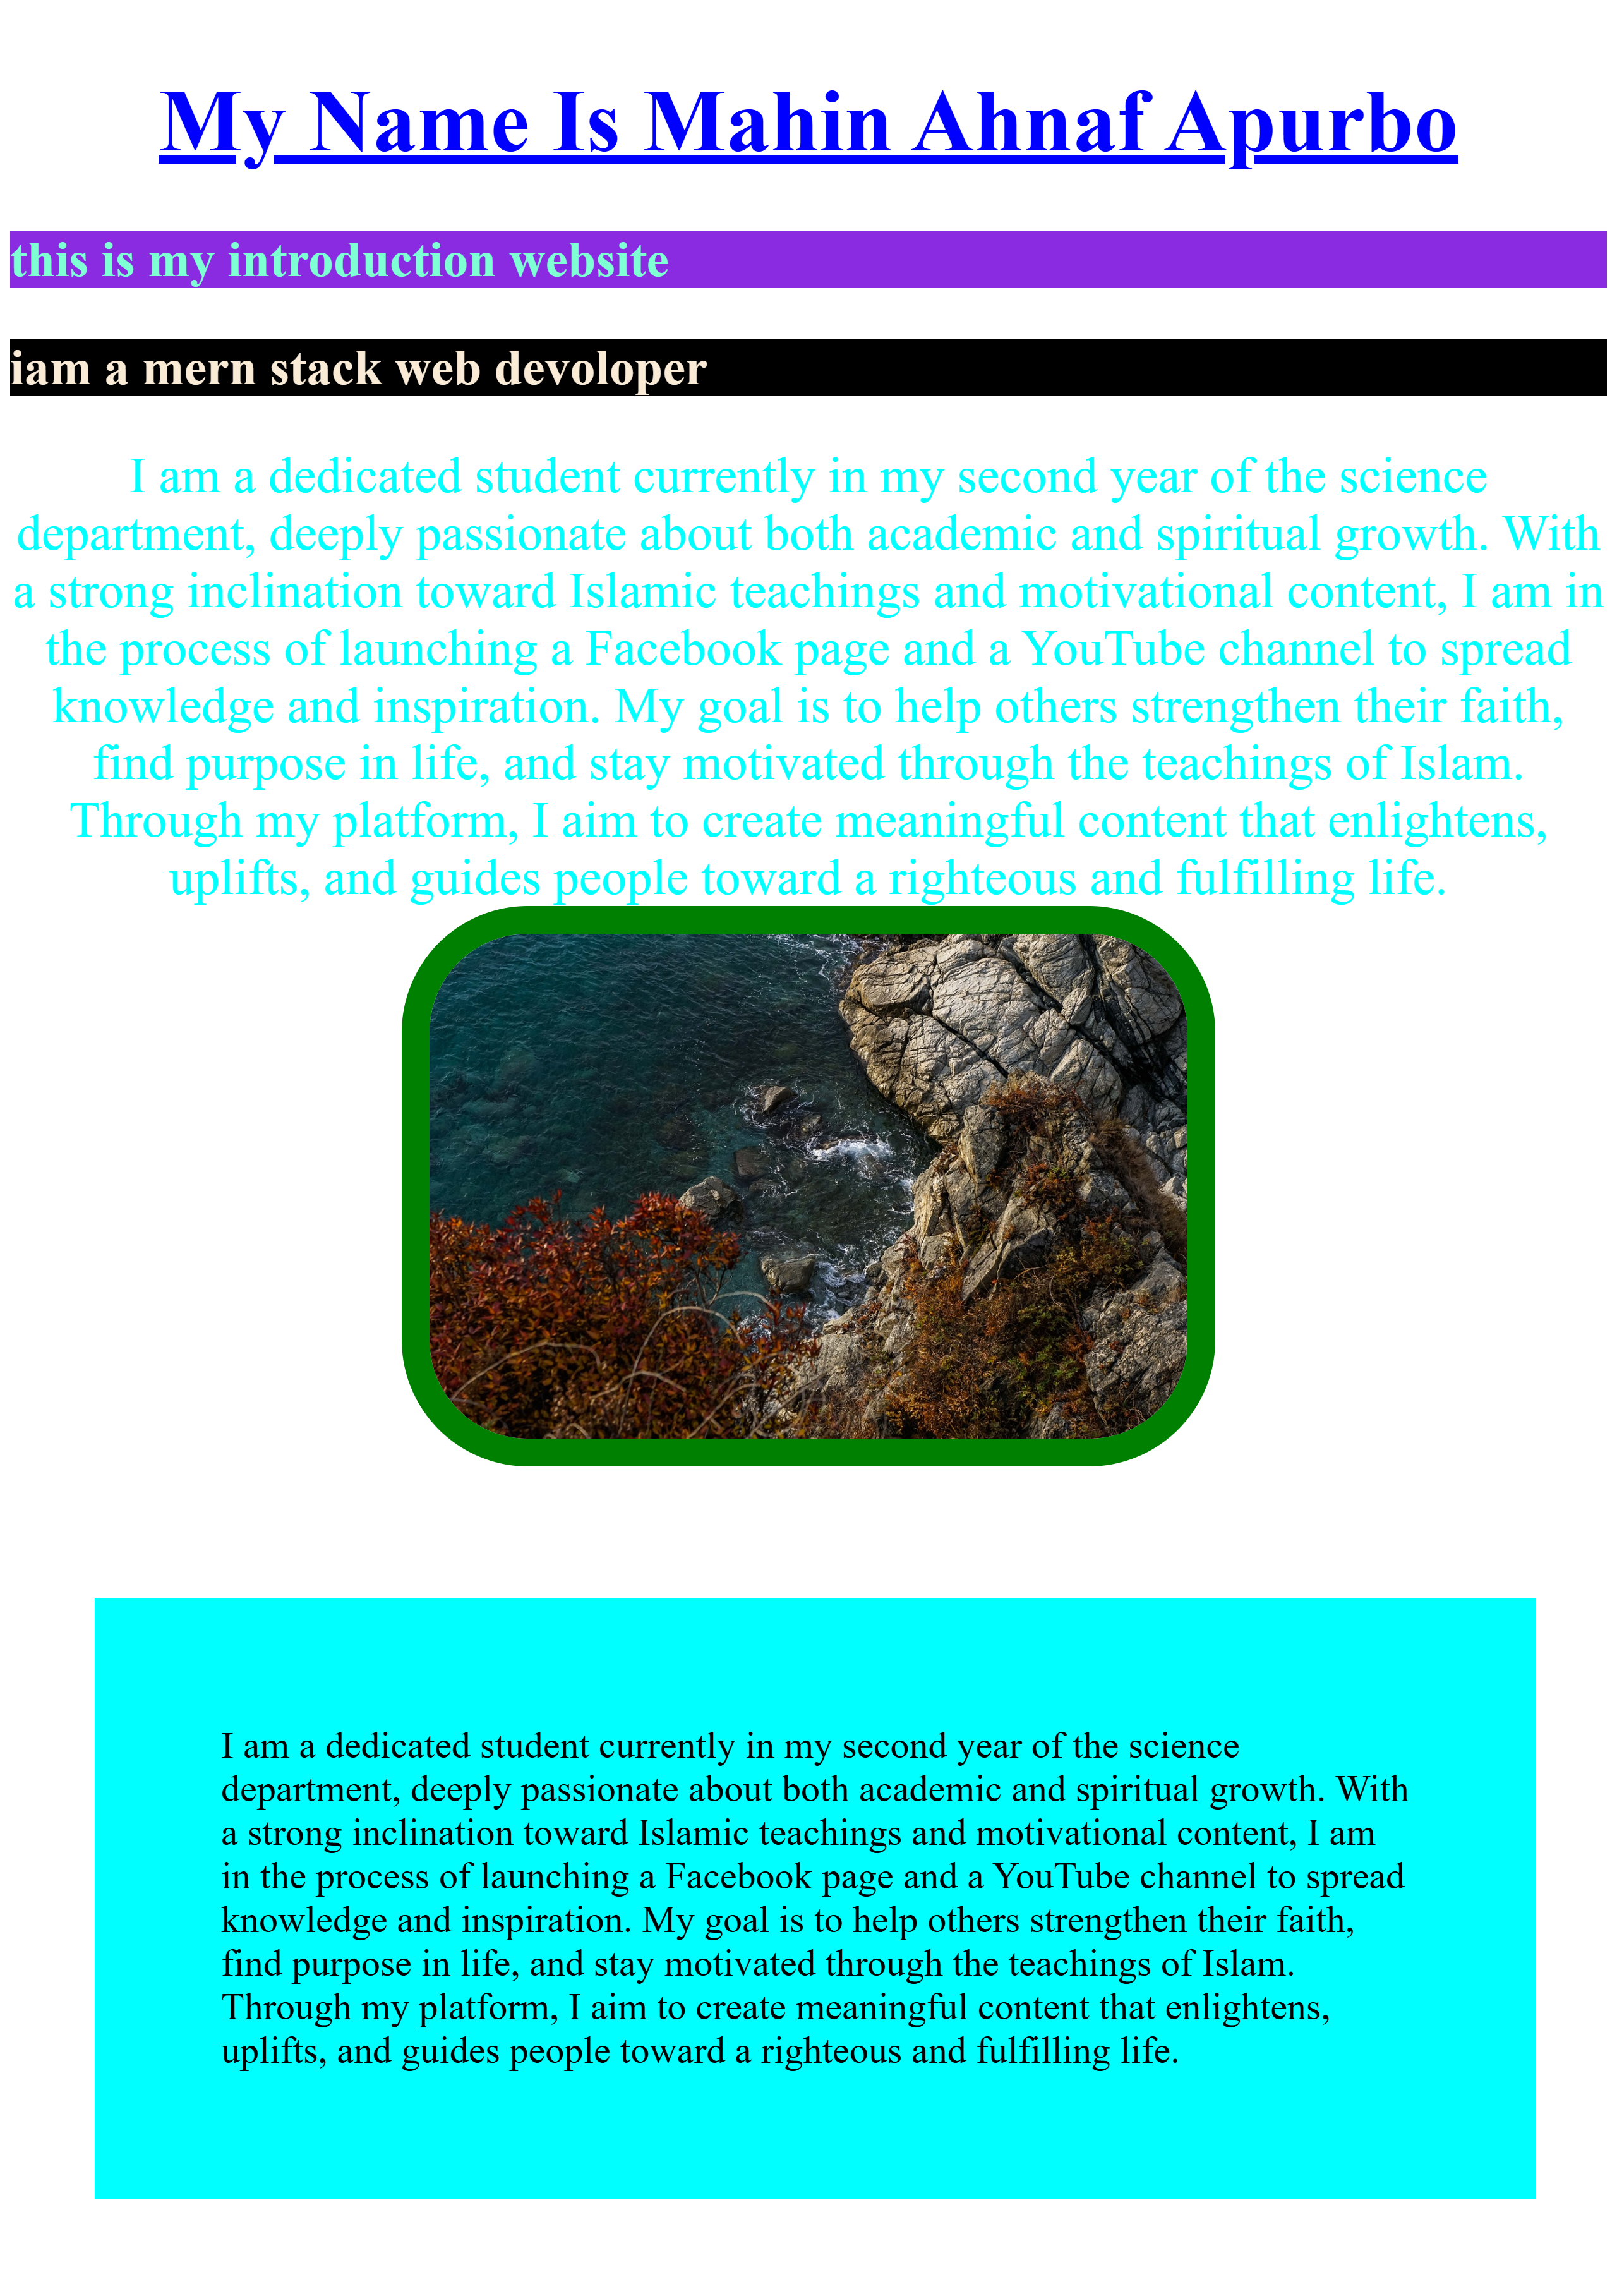 My Name Is Mahin Ahnaf Apurbo
this is my introduction website
iam a mern stack web devoloper
I am a dedicated student currently in my second year of the science
department, deeply passionate about both academic and spiritual growth. With
a strong inclination toward Islamic teachings and motivational content, I am in
the process of launching a Facebook page and a YouTube channel to spread
knowledge and inspiration. My goal is to help others strengthen their faith,
find purpose in life, and stay motivated through the teachings of Islam.
Through my platform, I aim to create meaningful content that enlightens,
uplifts, and guides people toward a righteous and fulfilling life.
I am a dedicated student currently in my second year of the science
department, deeply passionate about both academic and spiritual growth. With
a strong inclination toward Islamic teachings and motivational content, I am
in the process of launching a Facebook page and a YouTube channel to spread
knowledge and inspiration. My goal is to help others strengthen their faith,
find purpose in life, and stay motivated through the teachings of Islam.
Through my platform, I aim to create meaningful content that enlightens,
uplifts, and guides people toward a righteous and fulfilling life.